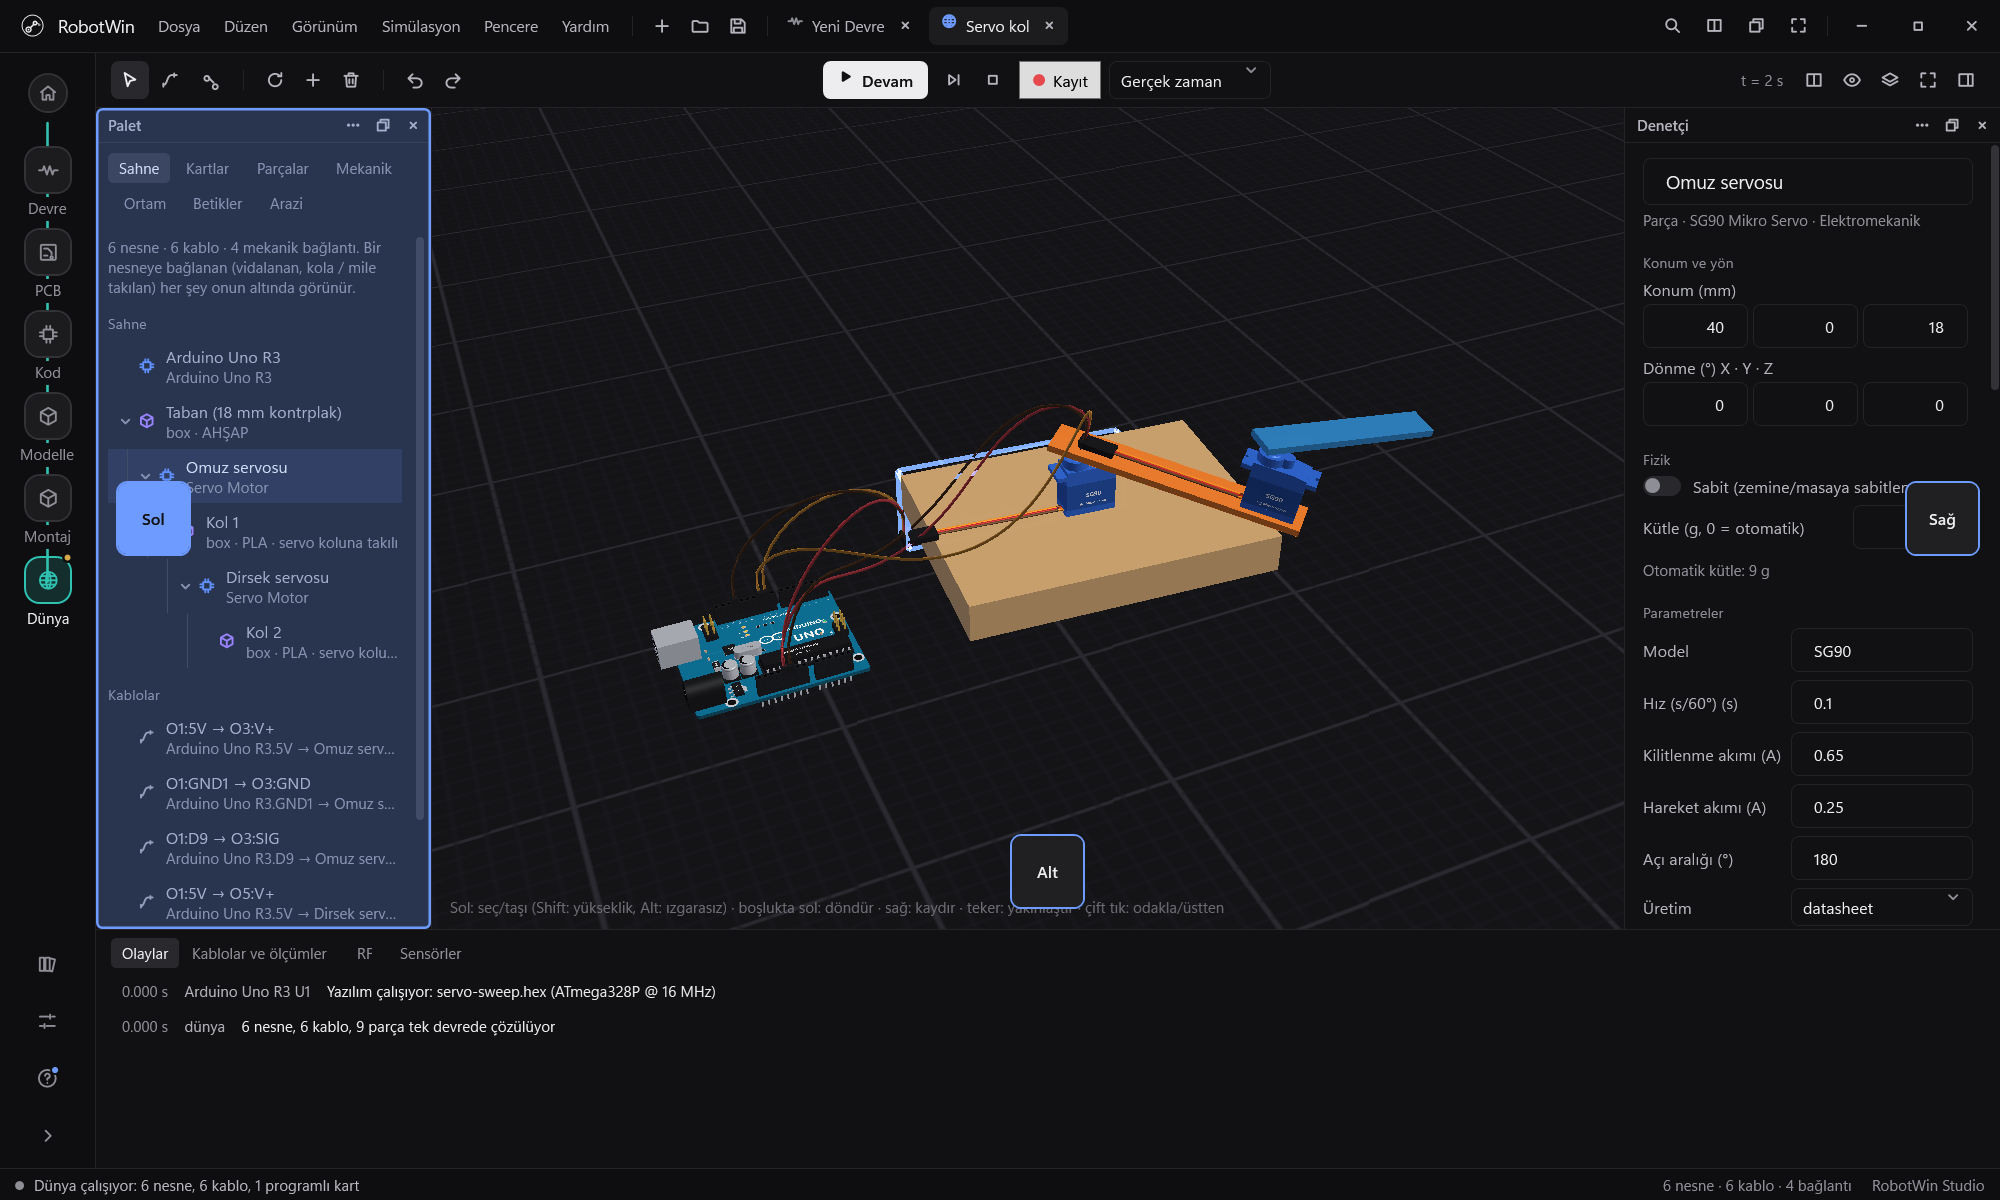 RobotWin Dosya Düzen Görünüm Simülasyon Pencere Yardım Yeni Devre Servo kol
Devam Kayıt Gerçek zaman t = 2 s
Devre
PCB
Kod
Modelle
Montaj
Dünya
Palet
Sahne Kartlar Parçalar Mekanik
Ortam Betikler Arazi
6 nesne · 6 kablo · 4 mekanik bağlantı. Bir
nesneye bağlanan (vidalanan, kola / mile
takılan) her şey onun altında görünür.
Sahne
Arduino Uno R3
Arduino Uno R3
Taban (18 mm kontrplak)
box · AHŞAP
Omuz servosu
Servo Motor
Sol
Kol 1
box · PLA · servo koluna takılı
Dirsek servosu
Servo Motor
Kol 2
box · PLA · servo kolu...
Kablolar
O1:5V → O3:V+
Arduino Uno R3.5V → Omuz serv...
O1:GND1 → O3:GND
Arduino Uno R3.GND1 → Omuz s...
O1:D9 → O3:SIG
Arduino Uno R3.D9 → Omuz serv...
O1:5V → O5:V+
Arduino Uno R3.5V → Dirsek serv...
SG90
SG90
UNO
Alt
Sol: seç/taşı (Shift: yükseklik, Alt: ızgarasız) · boşlukta sol: döndür · sağ: kaydır · teker: yakınlaştır · çift tık: odakla/üstten
Denetçi
Omuz servosu
Parça · SG90 Mikro Servo · Elektromekanik
Konum ve yön
Konum (mm)
40 0 18
Dönme (°) X · Y · Z
0 0 0
Fizik
Sabit (zemine/masaya sabitler
Sağ
Kütle (g, 0 = otomatik)
Otomatik kütle: 9 g
Parametreler
Model SG90
Hız (s/60°) (s) 0.1
Kilitlenme akımı (A) 0.65
Hareket akımı (A) 0.25
Açı aralığı (°) 180
Üretim datasheet
Olaylar Kablolar ve ölçümler RF Sensörler
0.000 s Arduino Uno R3 U1 Yazılım çalışıyor: servo-sweep.hex (ATmega328P @ 16 MHz)
0.000 s dünya 6 nesne, 6 kablo, 9 parça tek devrede çözülüyor
Dünya çalışıyor: 6 nesne, 6 kablo, 1 programlı kart 6 nesne · 6 kablo · 4 bağlantı RobotWin Studio